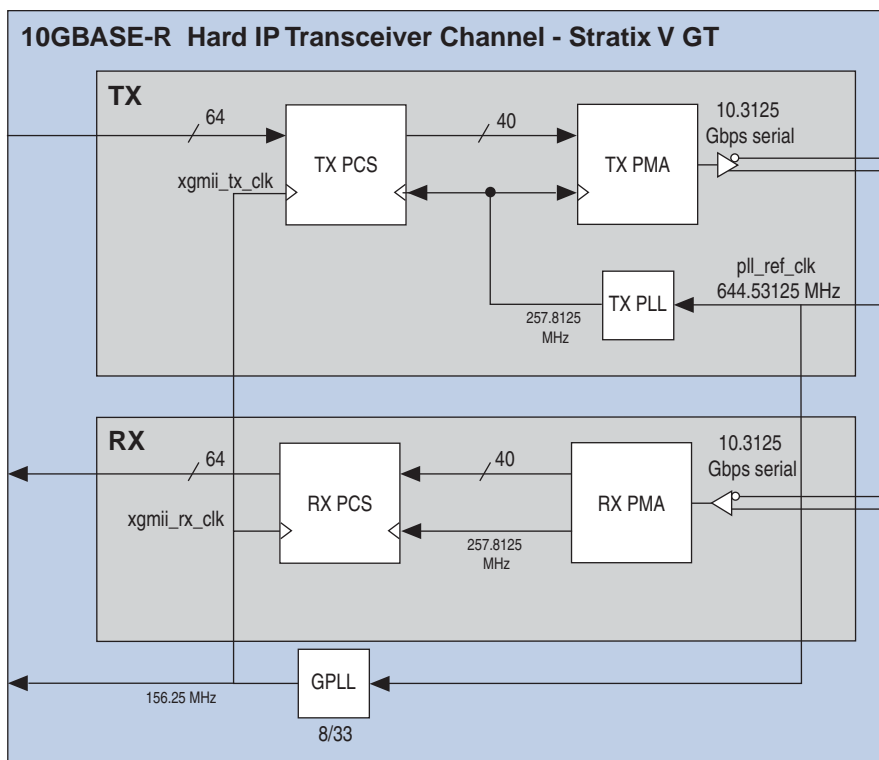 10GBASE-R Hard IP Transceiver Channel - Stratix V GT
TX
64
40
10.3125
Gbps serial
TX PCS
TX PMA
xgmii_tx_clk
pll_ref_clk
644.53125 MHz
TX PLL
257.8125
MHz
RX
64
40
10.3125
Gbps serial
RX PCS
RX PMA
xgmii_rx_clk
257.8125
MHz
GPLL
156.25 MHz
8/33